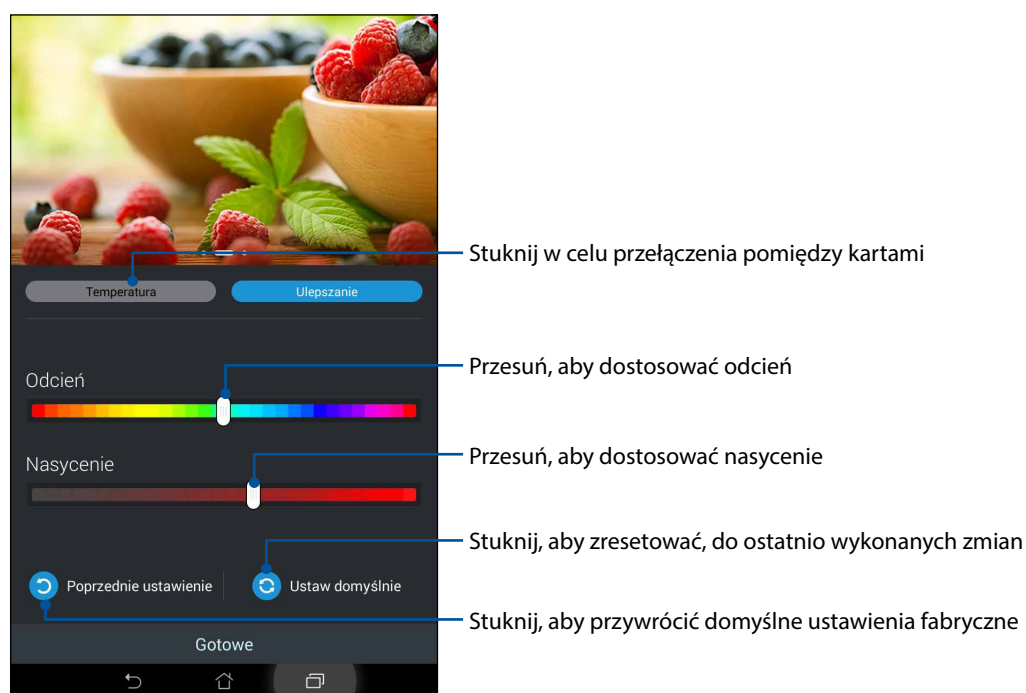 Stuknij w celu przełączenia pomiędzy kartami
Temperatura
Ulepszanie
Przesuń, aby dostosować odcień
Odcień
Przesuń, aby dostosować nasycenie
Nasycenie
Stuknij, aby zresetować, do ostatnio wykonanych zmian
Poprzednie ustawienie
Ustaw domyślnie
Stuknij, aby przywrócić domyślne ustawienia fabryczne
Gotowe